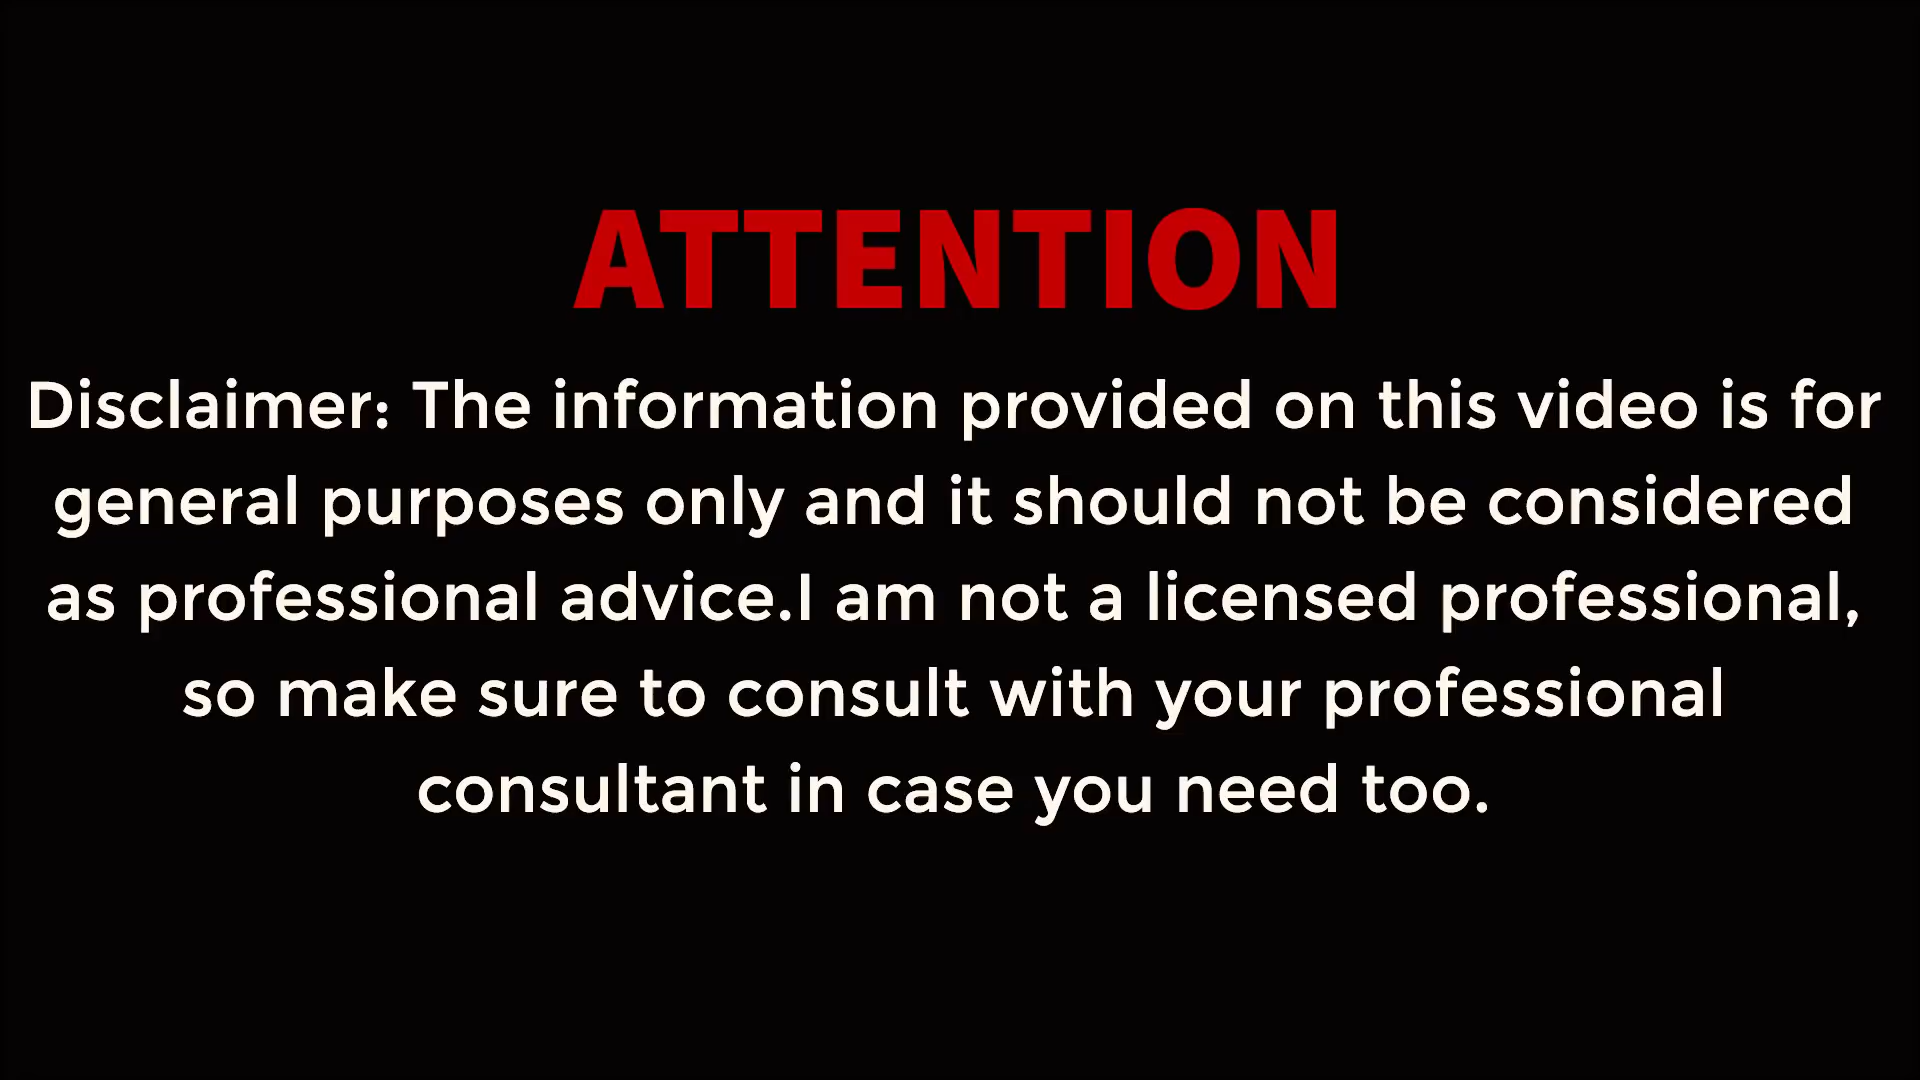 ATTENTION
Disclaimer: The information provided on this video is for
general purposes only and it should not be considered
as professional advice.I am not a licensed professional,
so make sure to consult with your professional
consultant in case you need too.